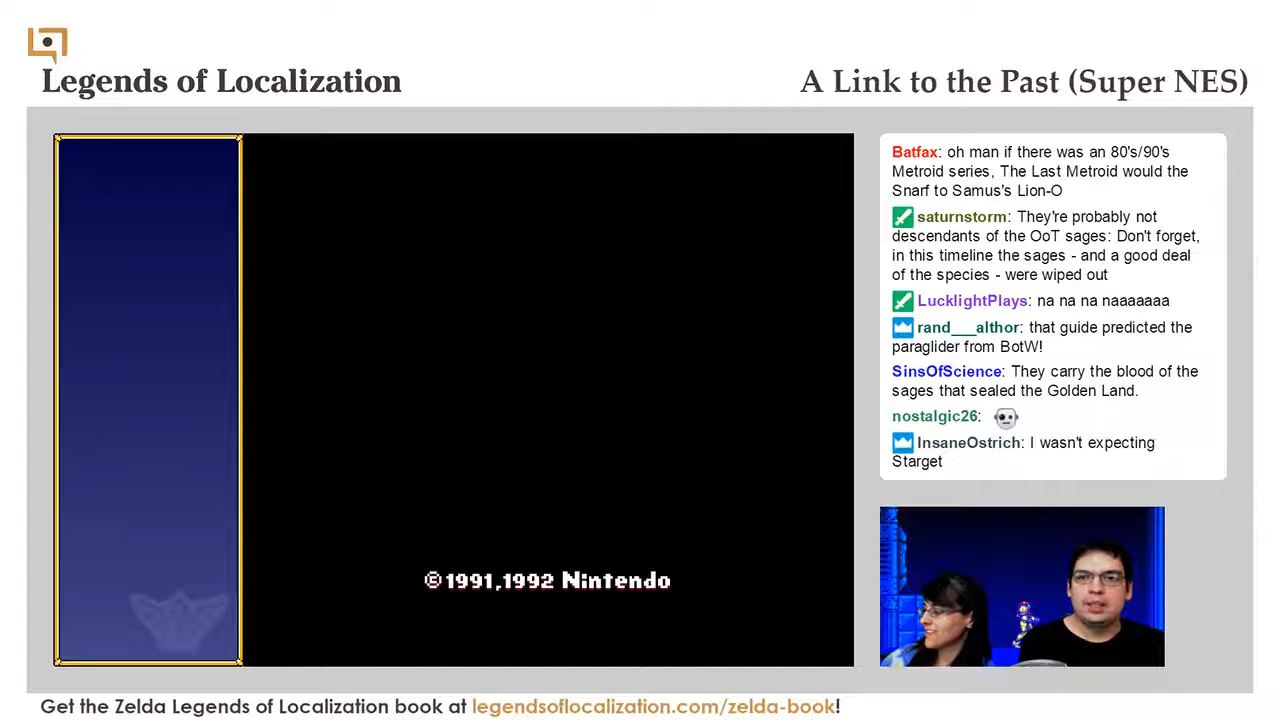 Legends of Localization
A Link to the Past (Super NES)
©1991,1992 Nintendo
Batfax: oh man if there was an 80's/90's
Metroid series, The Last Metroid would the
Snarf to Samus's Lion-O
saturnstorm: They're probably not
descendants of the OoT sages: Don't forget,
in this timeline the sages - and a good deal
of the species - were wiped out
LucklightPlays: na na na naaaaaaa
rand___althor: that guide predicted the
paraglider from BotW!
SinsOfScience: They carry the blood of the
sages that sealed the Golden Land.
nostalgic26:
InsaneOstrich: I wasn't expecting
Starget
Get the Zelda Legends of Localization book at legendsoflocalization.com/zelda-book!